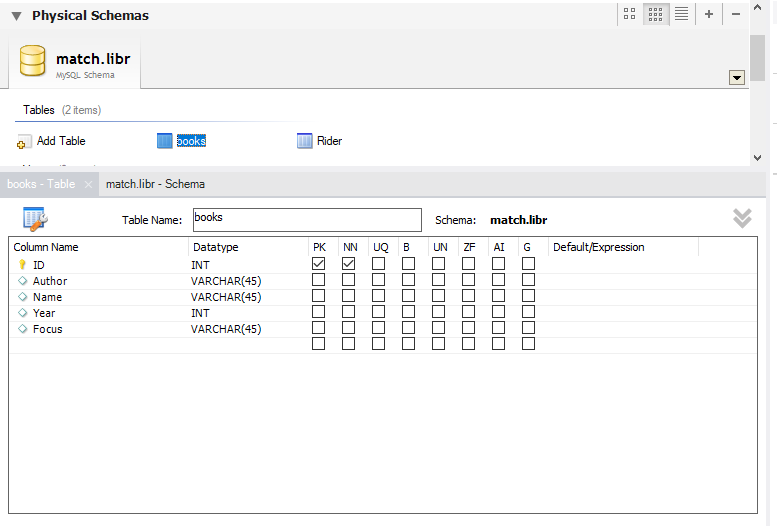 Physical Schemas
match.libr
MySQL Schema
Tables (2 items)
Add Table books Rider
books - Table match.libr - Schema
Table Name: books Schema: match.libr
Column Name Datatype PK NN UQ B UN ZF AI G Default/Expression
ID INT
Author VARCHAR(45)
Name VARCHAR(45)
Year INT
Focus VARCHAR(45)